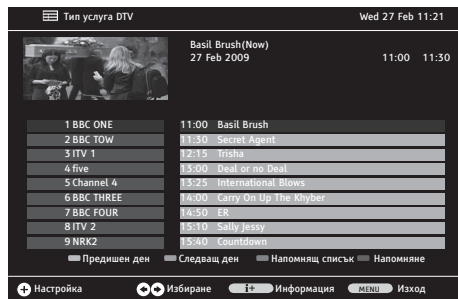 Тип услуга DTV Wed 27 Feb 11:21
Basil Brush(Now)
27 Feb 2009 11:00 11:30
1 BBC ONE 11:00 Basil Brush
2 BBC TOW 11:30 Secret Agent
3 ITV 1 12:15 Trisha
4 five 13:00 Deal or no Deal
5 Channel 4 13:25 International Blows
6 BBC THREE 14:00 Carry On Up The Khyber
7 BBC FOUR 14:50 ER
8 ITV 2 15:10 Sally Jessy
9 NRK2 15:40 Countdown
Предишен ден Следващ ден Напомнящ списък Напомняне
Настройка Избиране i+ Информация MENU Изход